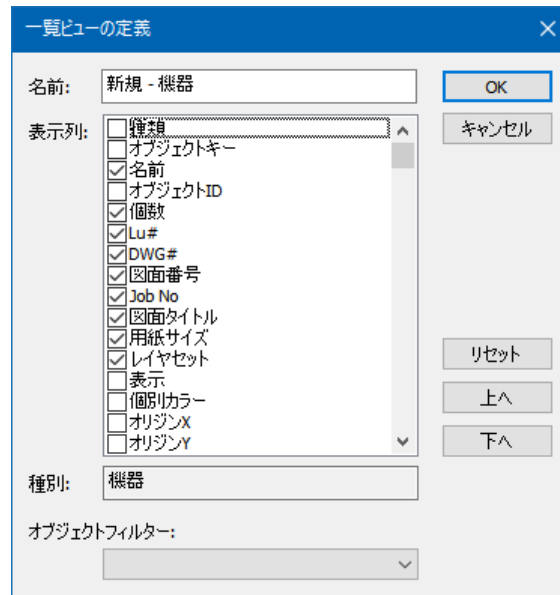 一覧ビューの定義
名前:
新規 - 機器
OK
キャンセル
表示列:
種類
オブジェクトキー
名前
オブジェクトID
個数
Lu#
DWG#
図面番号
Job No
図面タイトル
用紙サイズ
レイヤセット
表示
個別カラー
オリジンX
オリジンY
リセット
上へ
下へ
種別:
機器
オブジェクトフィルター: